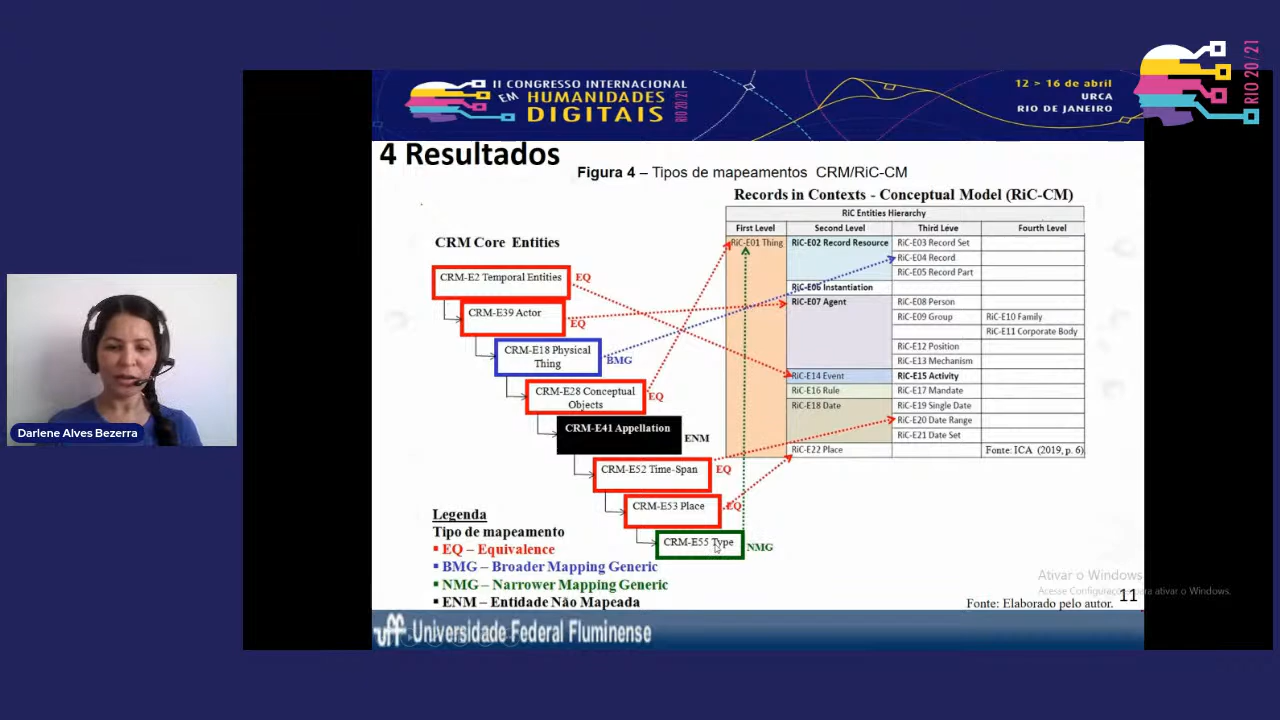 II CONGRESSO INTERNACIONAL
EM HUMANIDADES
DIGITAIS
RIO 20/21
12 > 16 de abril
URCA
RIO DE JANEIRO
RIO 20/21
4 Resultados
Figura 4 – Tipos de mapeamentos CRM/RiC-CM
Records in Contexts - Conceptual Model (RiC-CM)
RiC Entities Hierarchy
First Level Second Level Third Leve Fourth Level
RiC-E01 Thing RiC-E02 Record Resource RiC-E03 Record Set
RiC-E04 Record
RiC-E05 Record Part
RiC-E06 Instantiation
RiC-E07 Agent RiC-E08 Person
RiC-E09 Group RiC-E10 Family
RiC-E11 Corporate Body
RiC-E12 Position
RiC-E13 Mechanism
RiC-E14 Event RiC-E15 Activity
RiC-E16 Rule RiC-E17 Mandate
RiC-E18 Date RiC-E19 Single Date
RiC-E20 Date Range
RiC-E21 Date Set
RiC-E22 Place Fonte: ICA (2019, p. 6)
CRM Core Entities
CRM-E2 Temporal Entities EQ
CRM-E39 Actor EQ
CRM-E18 Physical
Thing BMG
CRM-E28 Conceptual
Objects EQ
CRM-E41 Appellation ENM
CRM-E52 Time-Span EQ
CRM-E53 Place EQ
CRM-E55 Type NMG
Legenda
Tipo de mapeamento
▪ EQ – Equivalence
▪ BMG – Broader Mapping Generic
▪ NMG – Narrower Mapping Generic
▪ ENM – Entidade Não Mapeada
Darlene Alves Bezerra
Ativar o Windows
Acesse Configurações para ativar o Windows.
11
Fonte: Elaborado pelo autor.
uff Universidade Federal Fluminense